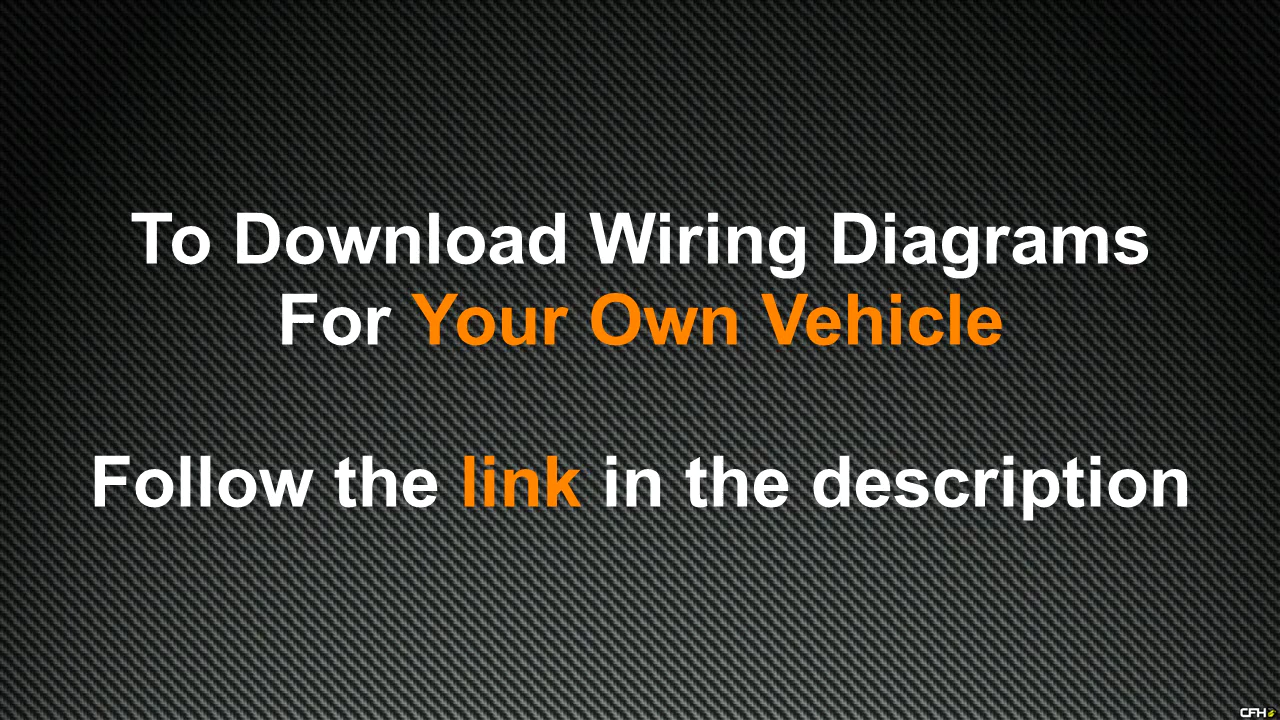 To Download Wiring Diagrams
For Your Own Vehicle
Follow the link in the description
CFH